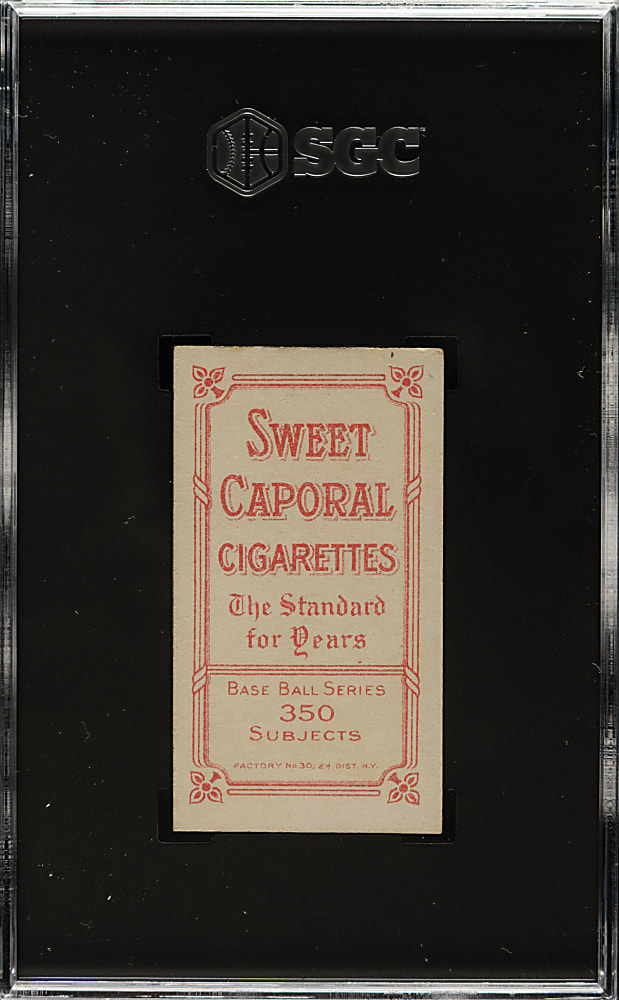 SGC
SWEET
CAPORAL
CIGARETTES
The Standard
for Years
BASE BALL SERIES
350
SUBJECTS
FACTORY No. 30, 2d DIST. N.Y.